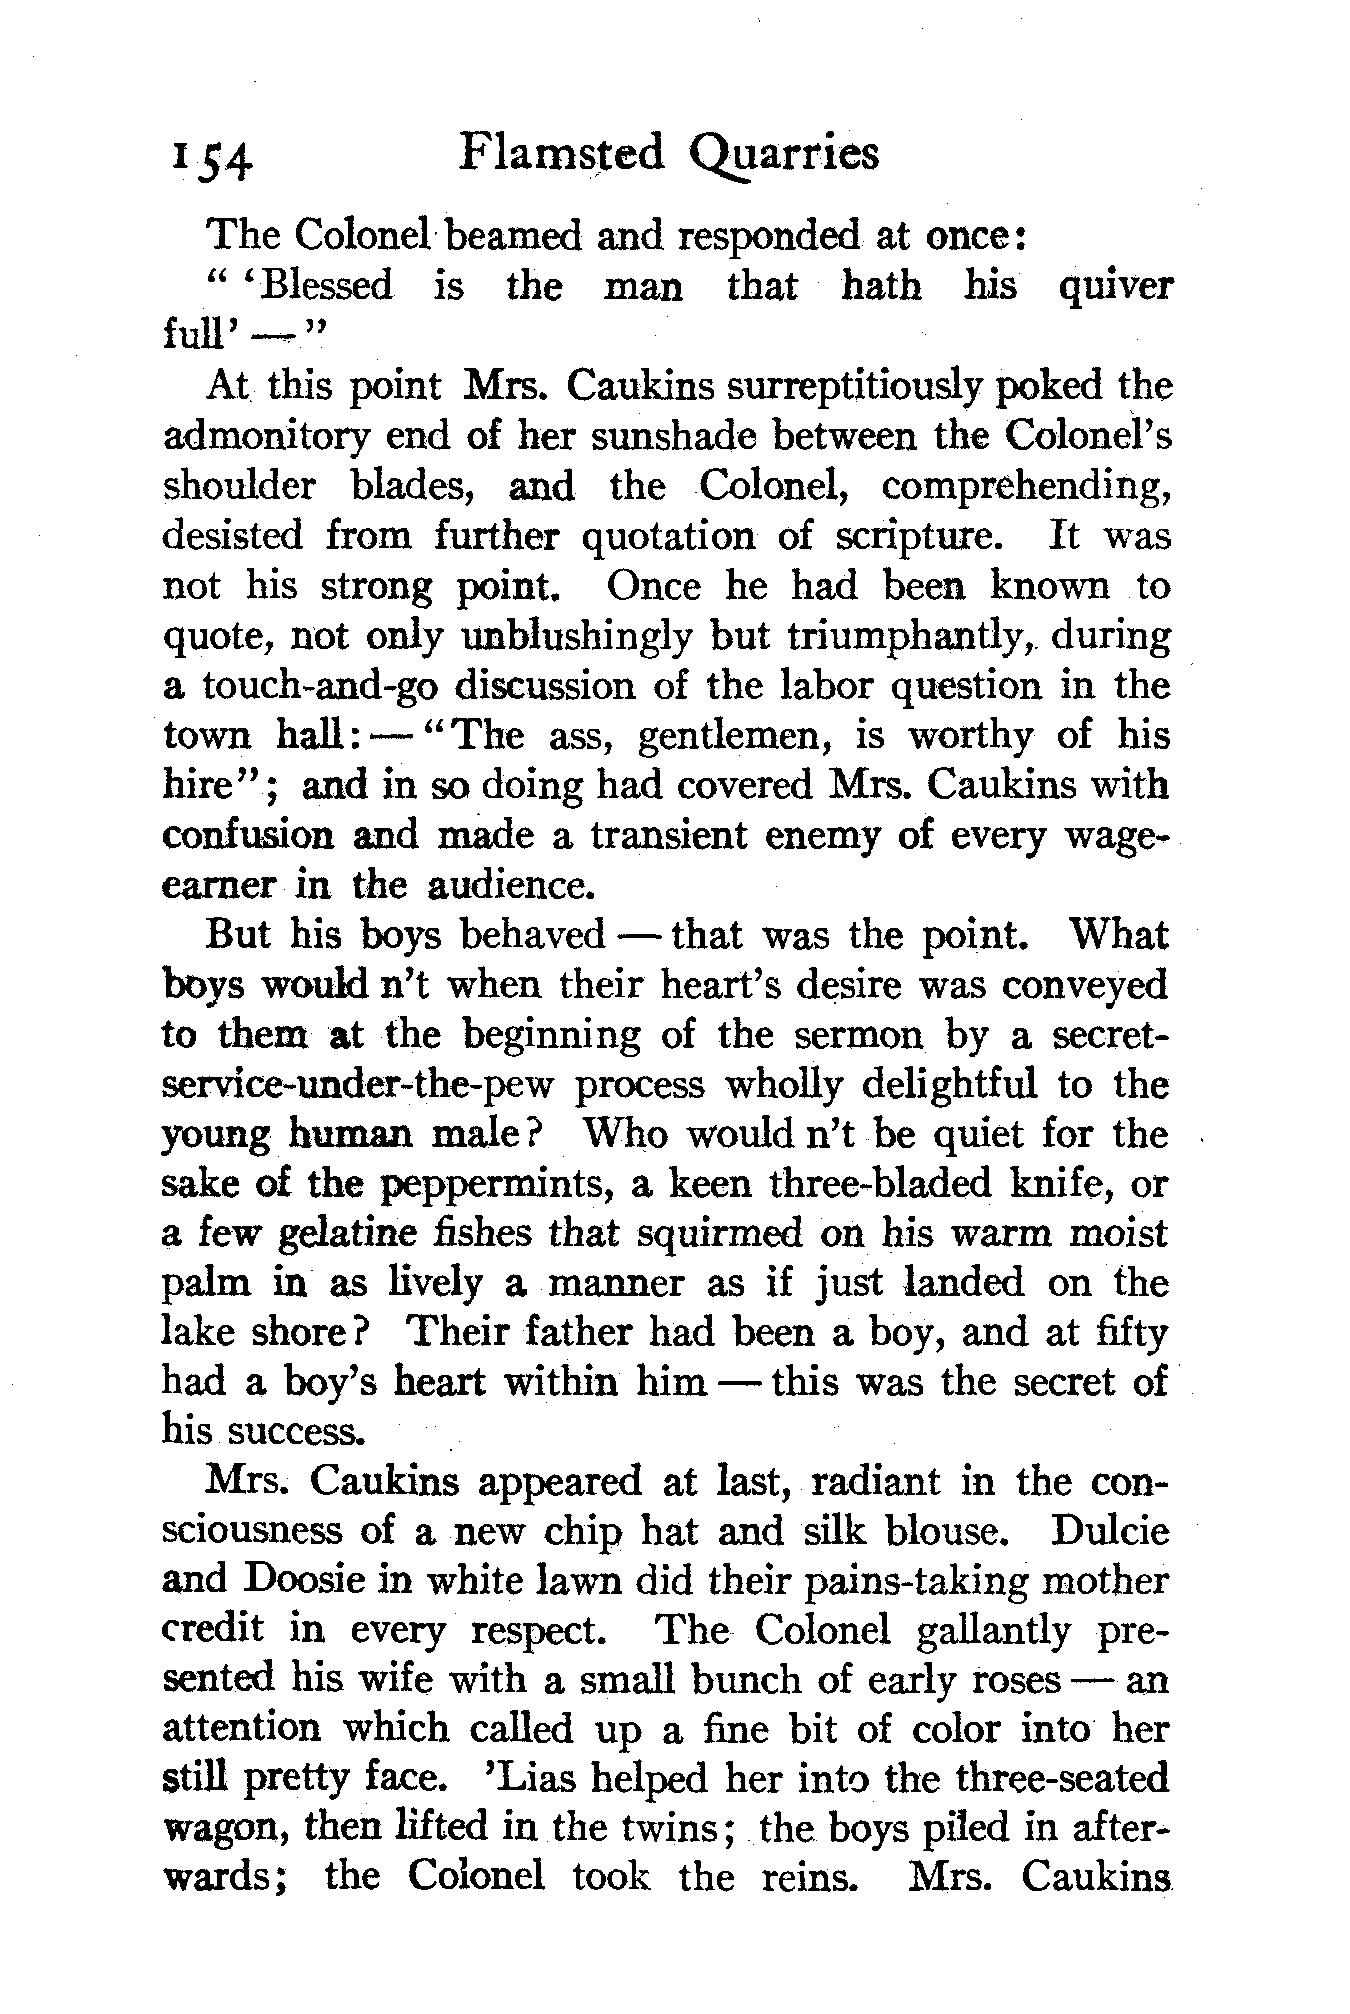 154 Flamsted Quarries
The Colonel beamed and responded at once:
“ ‘Blessed is the man that hath his quiver
full’ — ”
At this point Mrs. Caukins surreptitiously poked the
admonitory end of her sunshade between the Colonel’s
shoulder blades, and the Colonel, comprehending,
desisted from further quotation of scripture. It was
not his strong point. Once he had been known to
quote, not only unblushingly but triumphantly, during
a touch-and-go discussion of the labor question in the
town hall: — “The ass, gentlemen, is worthy of his
hire”; and in so doing had covered Mrs. Caukins with
confusion and made a transient enemy of every wage-
earner in the audience.
But his boys behaved — that was the point. What
boys would n’t when their heart’s desire was conveyed
to them at the beginning of the sermon by a secret-
service-under-the-pew process wholly delightful to the
young human male? Who would n’t be quiet for the
sake of the peppermints, a keen three-bladed knife, or
a few gelatine fishes that squirmed on his warm moist
palm in as lively a manner as if just landed on the
lake shore? Their father had been a boy, and at fifty
had a boy’s heart within him — this was the secret of
his success.
Mrs. Caukins appeared at last, radiant in the con-
sciousness of a new chip hat and silk blouse. Dulcie
and Doosie in white lawn did their pains-taking mother
credit in every respect. The Colonel gallantly pre-
sented his wife with a small bunch of early roses — an
attention which called up a fine bit of color into her
still pretty face. ’Lias helped her into the three-seated
wagon, then lifted in the twins; the boys piled in after-
wards; the Colonel took the reins. Mrs. Caukins